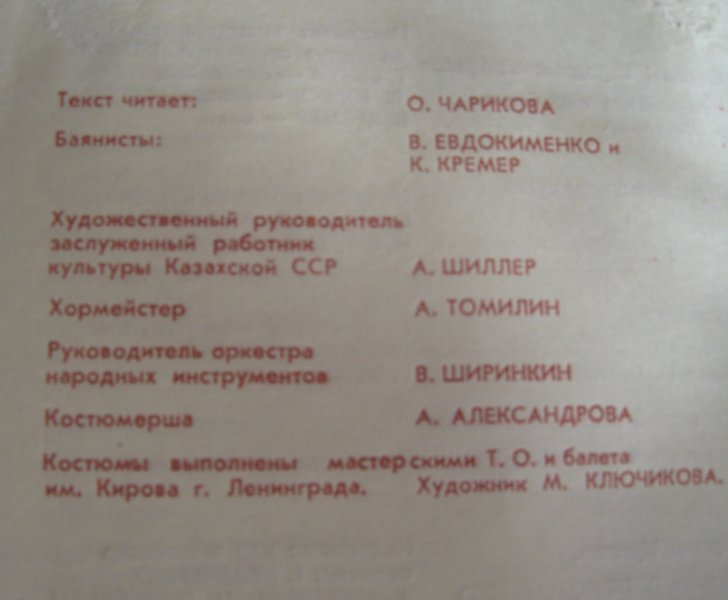 Текст читает: О. ЧАРИКОВА
Баянисты: В. ЕВДОКИМЕНКО и
К. КРЕМЕР
Художественный руководитель
заслуженный работник
культуры Казахской ССР А. ШИЛЛЕР
Хормейстер А. ТОМИЛИН
Руководитель оркестра
народных инструментов В. ШИРИНКИН
Костюмерша А. АЛЕКСАНДРОВА
Костюмы выполнены мастерскими Т. О. и балета
им. Кирова г. Ленинграда. Художник М. КЛЮЧИКОВА.